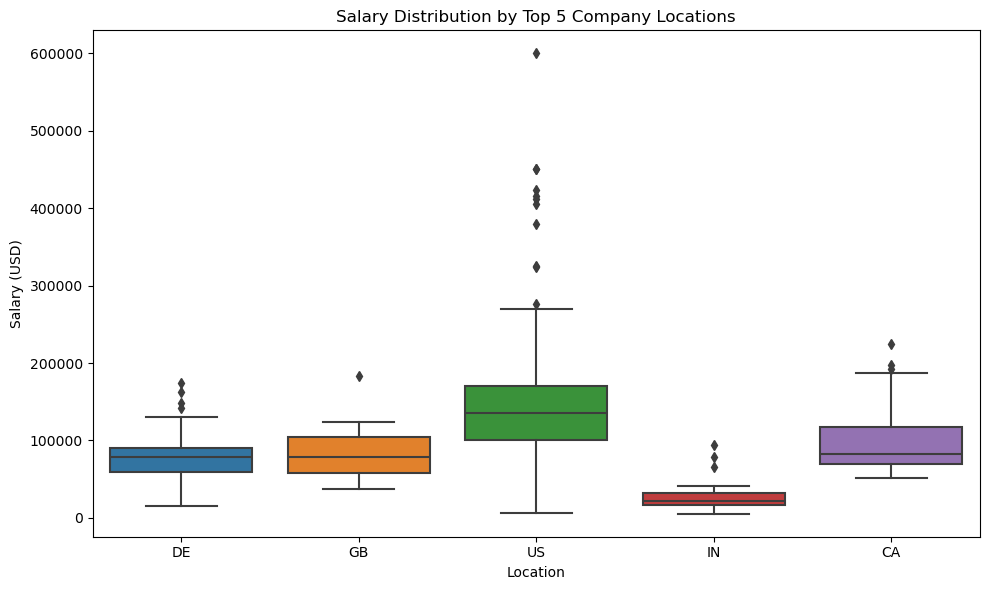 Salary Distribution by Top 5 Company Locations
Salary (USD)
600000
500000
400000
300000
200000
100000
0
DE GB US IN CA
Location